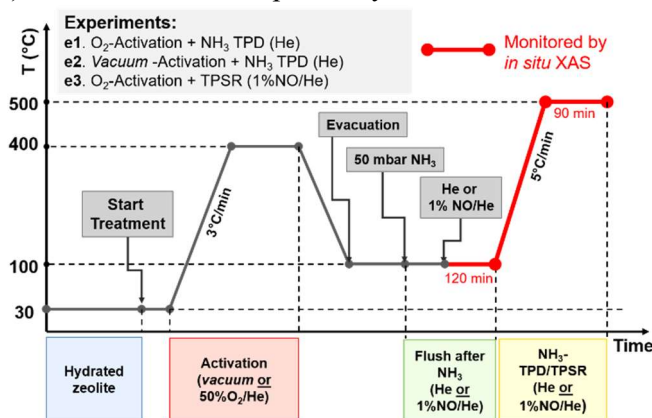 Experiments:
e1. O₂-Activation + NH₃ TPD (He)
e2. Vacuum -Activation + NH₃ TPD (He)
e3. O₂-Activation + TPSR (1%NO/He)
Monitored by
in situ XAS
T (°C)
500
400
100
30
Start
Treatment
3°C/min
Evacuation
50 mbar NH₃
He or
1% NO/He
120 min
5°C/min
90 min
Time
Hydrated
zeolite
Activation
(vacuum or
50%O₂/He)
Flush after
NH₃
(He or
1%NO/He)
NH₃-
TPD/TPSR
(He or
1%NO/He)